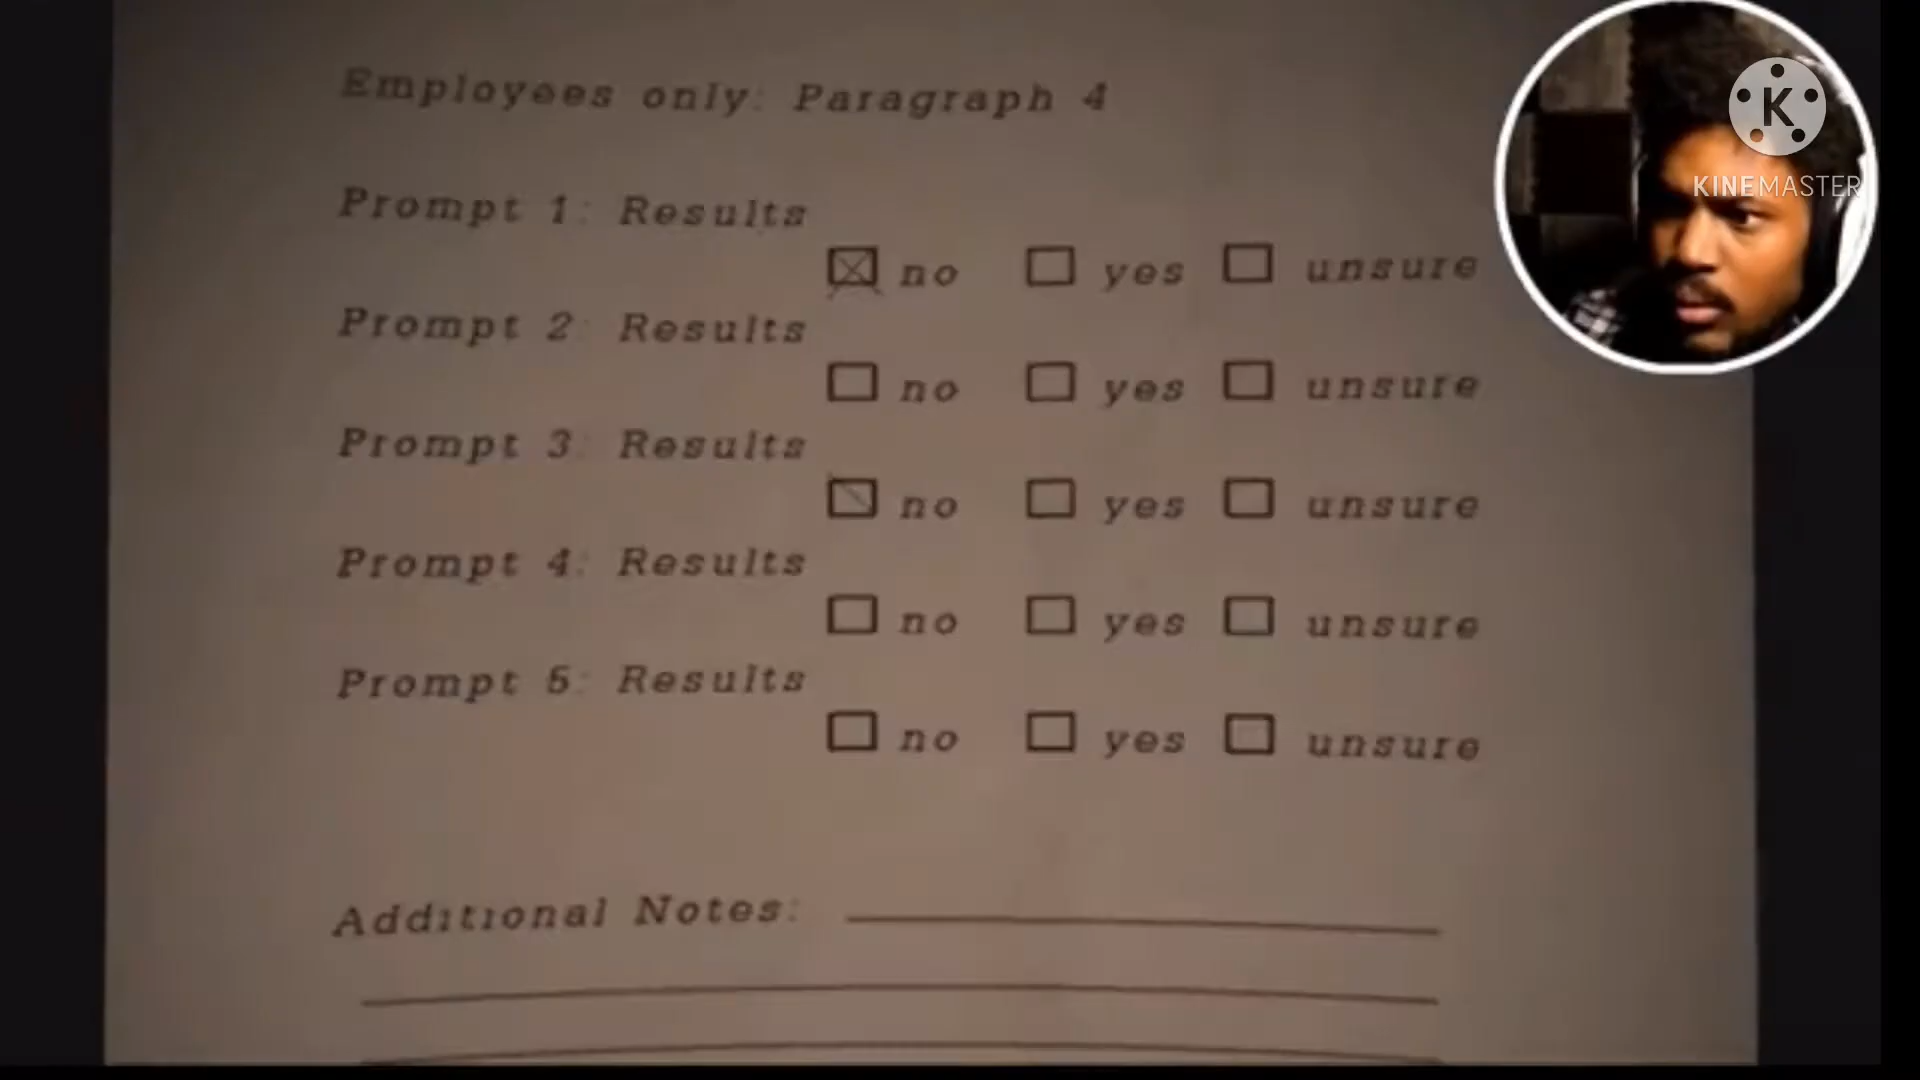 Employees only: Paragraph 4
Prompt 1: Results
no yes unsure
Prompt 2: Results
no yes unsure
Prompt 3: Results
no yes unsure
Prompt 4: Results
no yes unsure
Prompt 5: Results
no yes unsure
Additional Notes:
K
KINEMASTER